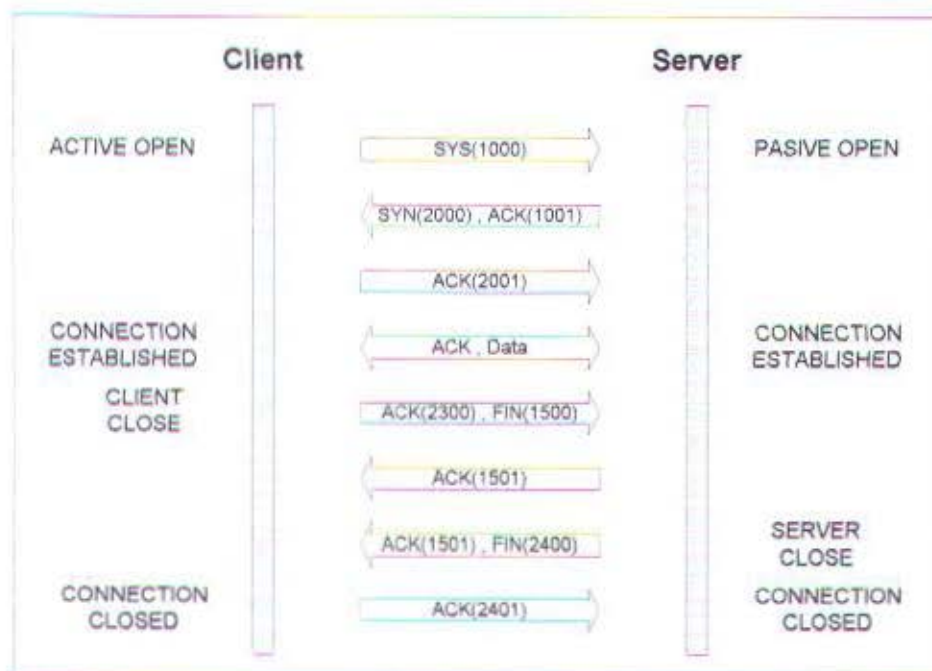 Client
Server
ACTIVE OPEN
SYS(1000)
PASIVE OPEN
SYN(2000) , ACK(1001)
ACK(2001)
CONNECTION
ESTABLISHED
ACK , Data
CONNECTION
ESTABLISHED
CLIENT
CLOSE
ACK(2300) , FIN(1500)
ACK(1501)
ACK(1501) , FIN(2400)
SERVER
CLOSE
CONNECTION
CLOSED
ACK(2401)
CONNECTION
CLOSED